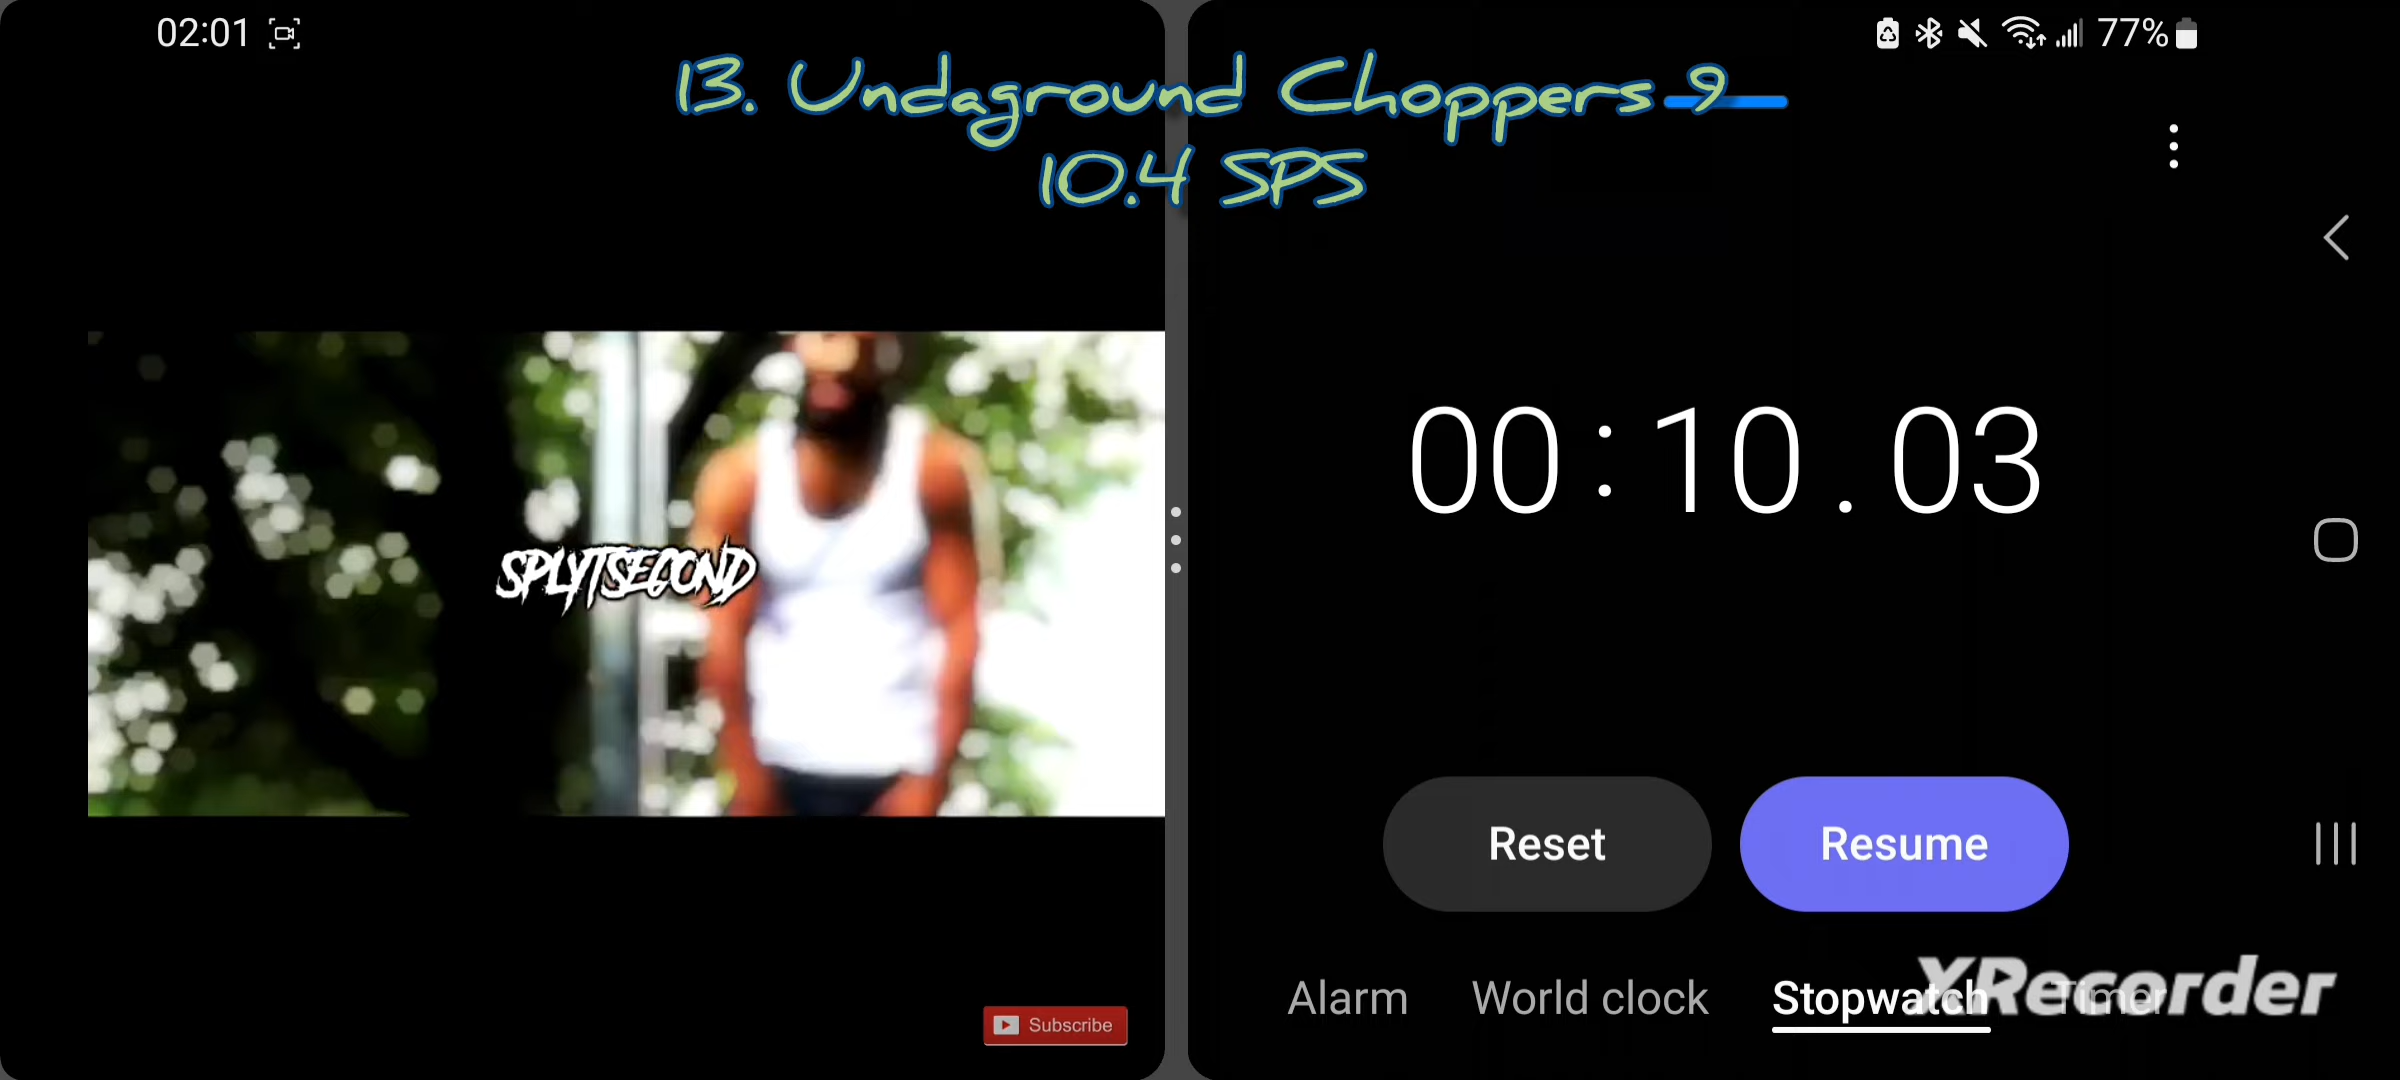 02:01
77%
13. Undaground Choppers 9
10.4 SPS
00:10.03
SPLYTSECOND
Reset
Resume
Alarm World clock Stopwatch Timer
XRecorder
Subscribe